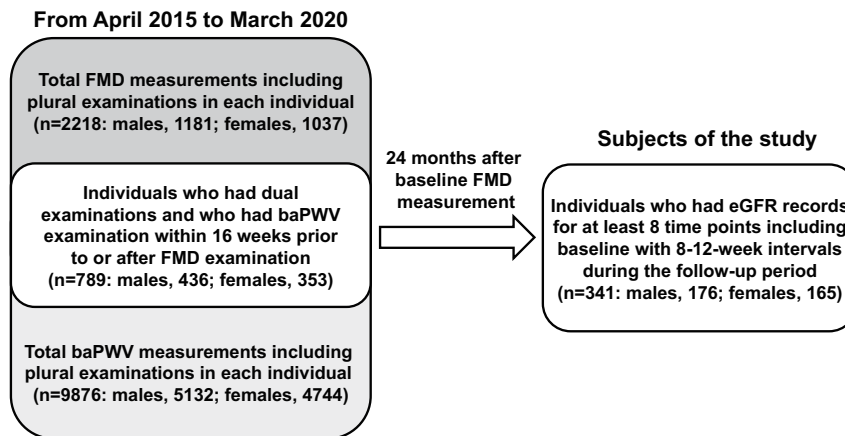 From April 2015 to March 2020
Total FMD measurements including
plural examinations in each individual
(n=2218: males, 1181; females, 1037)
Individuals who had dual
examinations and who had baPWV
examination within 16 weeks prior
to or after FMD examination
(n=789: males, 436; females, 353)
Total baPWV measurements including
plural examinations in each individual
(n=9876: males, 5132; females, 4744)
24 months after
baseline FMD
measurement
Subjects of the study
Individuals who had eGFR records
for at least 8 time points including
baseline with 8-12-week intervals
during the follow-up period
(n=341: males, 176; females, 165)